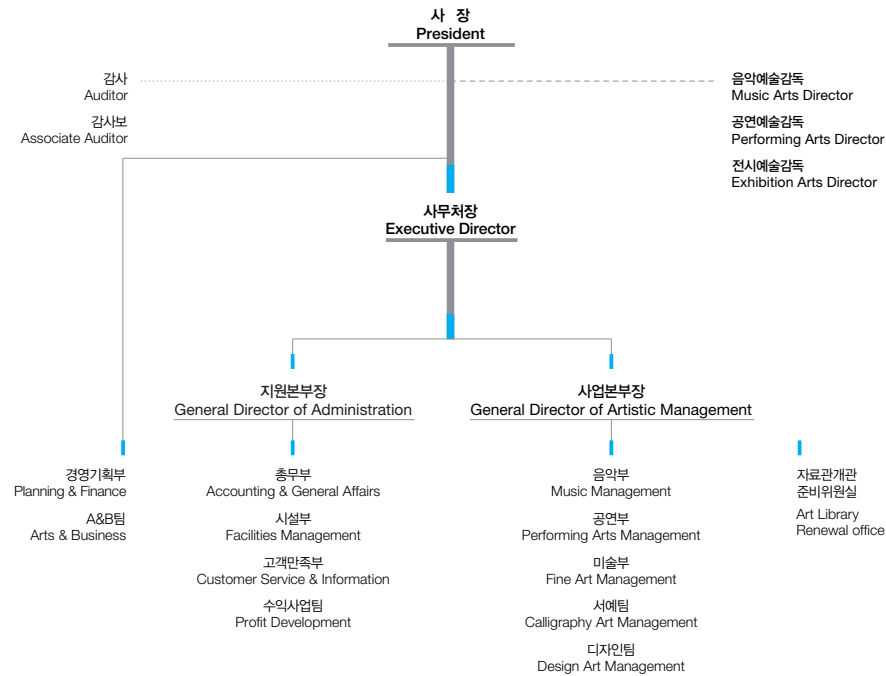 사 장
President
감사
Auditor
감사보
Associate Auditor
음악예술감독
Music Arts Director
공연예술감독
Performing Arts Director
전시예술감독
Exhibition Arts Director
사무처장
Executive Director
지원본부장
General Director of Administration
사업본부장
General Director of Artistic Management
경영기획부
Planning & Finance
A&B팀
Arts & Business
총무부
Accounting & General Affairs
시설부
Facilities Management
고객만족부
Customer Service & Information
수익사업팀
Profit Development
음악부
Music Management
공연부
Performing Arts Management
미술부
Fine Art Management
서예팀
Calligraphy Art Management
디자인팀
Design Art Management
자료관개관
준비위원실
Art Library
Renewal office